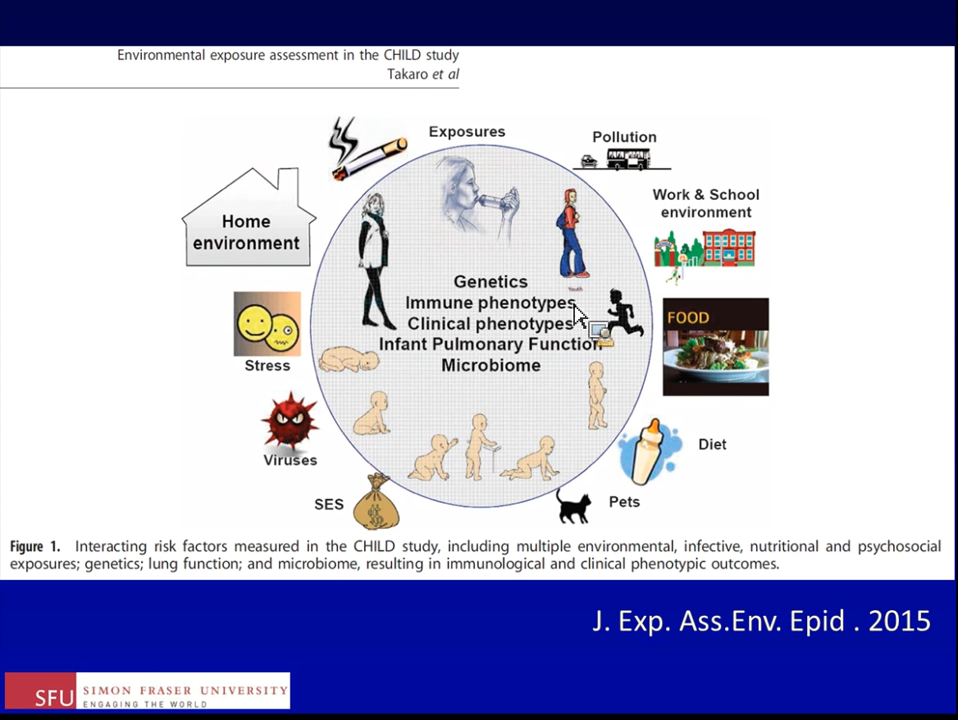 Environmental exposure assessment in the CHILD study
Takaro et al
Exposures
Pollution
Work & School
environment
Home
environment
Youth
Genetics
Immune phenotypes
Clinical phenotypes
Infant Pulmonary Function
Microbiome
FOOD
Stress
Viruses
Diet
SES
Pets
Figure 1. Interacting risk factors measured in the CHILD study, including multiple environmental, infective, nutritional and psychosocial
exposures; genetics; lung function; and microbiome, resulting in immunological and clinical phenotypic outcomes.
J. Exp. Ass.Env. Epid . 2015
SFU SIMON FRASER UNIVERSITY
ENGAGING THE WORLD